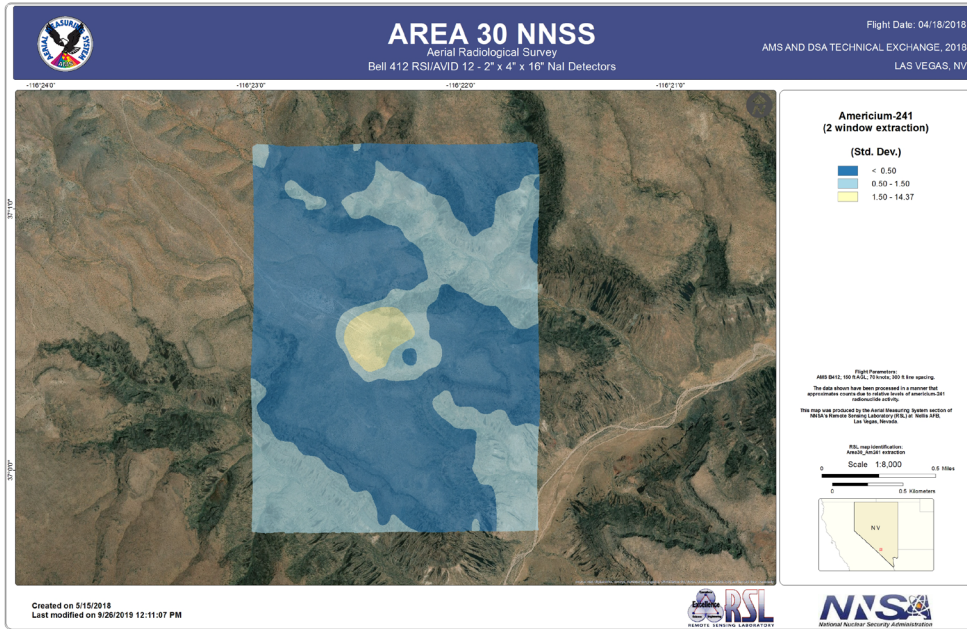 AERIAL MEASURING SYSTEM
AMS
AREA 30 NNSS
Aerial Radiological Survey
Bell 412 RSI/AVID 12 - 2" x 4" x 16" NaI Detectors
Flight Date: 04/18/2018
AMS AND DSA TECHNICAL EXCHANGE, 2018
LAS VEGAS, NV
-116°24'0"
-116°23'0"
-116°22'0"
-116°21'0"
37°1'0"
37°0'0"
Americium-241
(2 window extraction)
(Std. Dev.)
< 0.50
0.50 - 1.50
1.50 - 14.37
Flight Parameters:
AMS B412; 150 ft AGL; 70 knots; 300 ft line spacing.
The data shown have been processed in a manner that
approximates counts due to relative levels of americium-241
radionuclide activity.
This map was produced by the Aerial Measuring System section of
NNSA's Remote Sensing Laboratory (RSL) at Nellis AFB,
Las Vegas, Nevada.
RSL map identification:
Area30_Am241 extraction
Scale 1:8,000
0 0.5 Miles
0 0.5 Kilometers
NV
Created on 5/15/2018
Last modified on 9/26/2019 12:11:07 PM
Excellence
RSL
REMOTE SENSING LABORATORY
NNSA
National Nuclear Security Administration